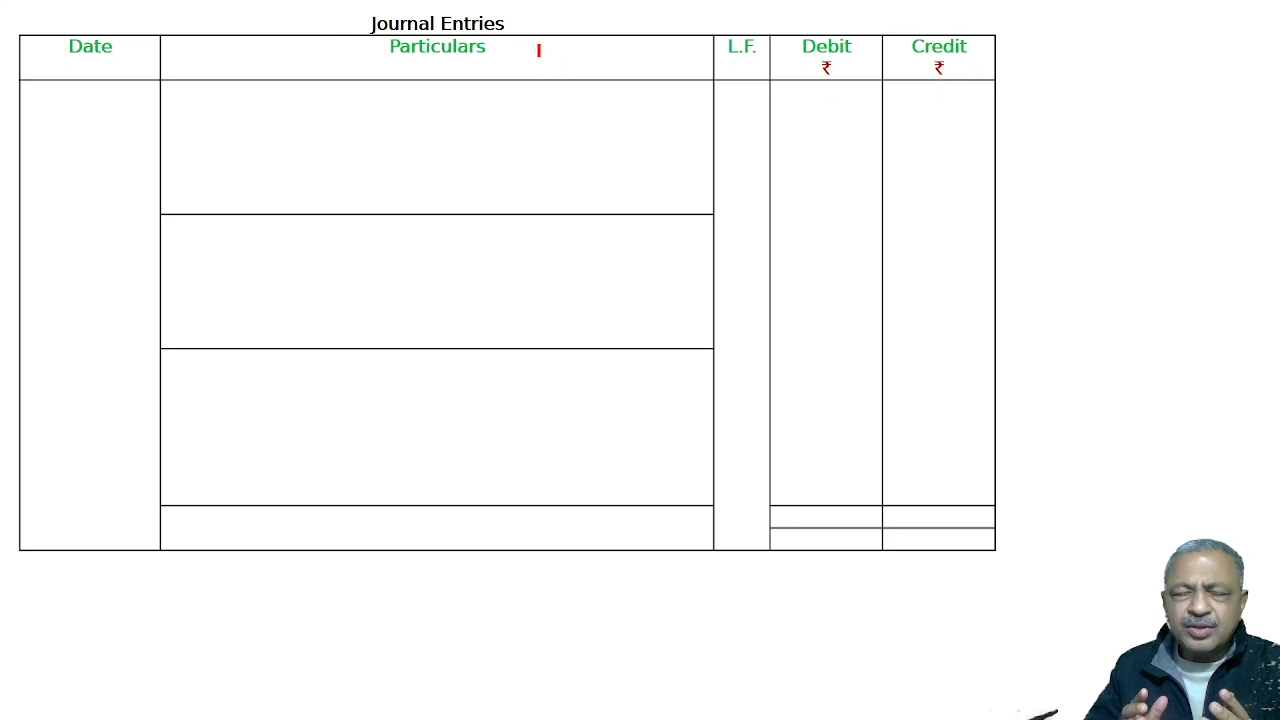 Journal Entries
Date Particulars L.F. Debit Credit
₹ ₹